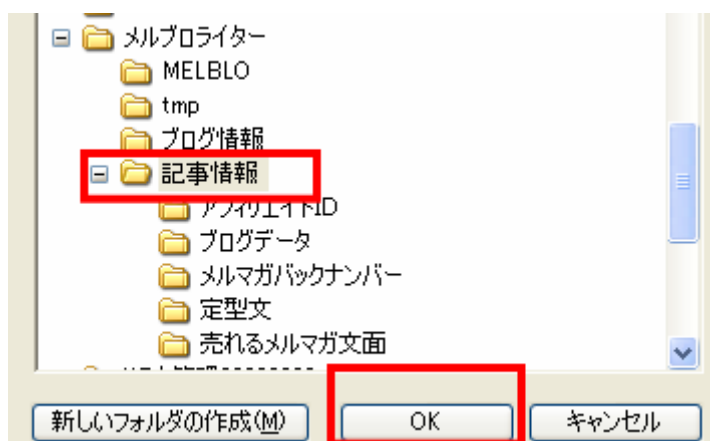 メルブロライター
MELBLO
tmp
ブログ情報
記事情報
アフィリエイトID
ブログデータ
メルマガバックナンバー
定型文
売れるメルマガ文面
新しいフォルダの作成(M)
OK
キャンセル